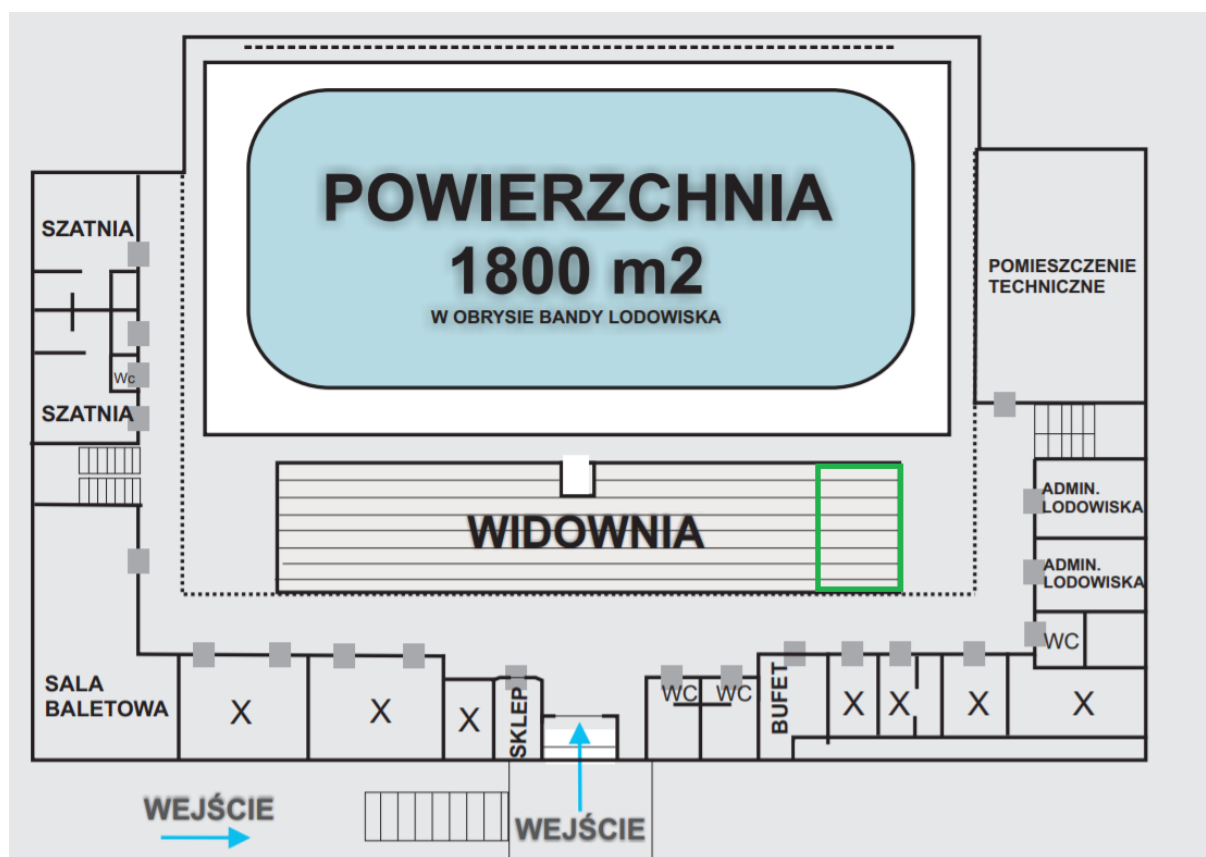 POWIERZCHNIA
1800 m2
W OBRYSIE BANDY LODOWISKA
SZATNIA
POMIESZCZENIE
TECHNICZNE
Wc
SZATNIA
WIDOWNIA
ADMIN.
LODOWISKA
ADMIN.
LODOWISKA
WC
SALA
BALETOWA
X
X
X
SKLEP
WC
WC
BUFET
X
X
X
X
WEJŚCIE
WEJŚCIE